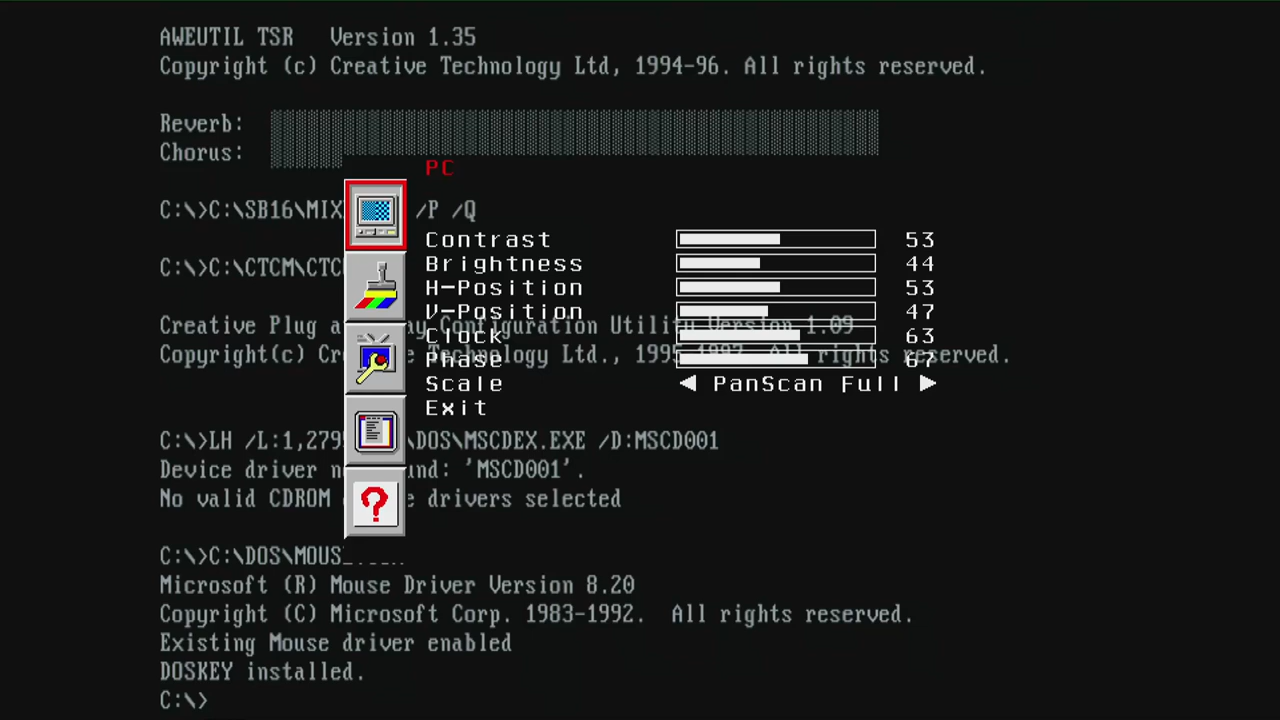 AWEUTIL TSR   Version 1.35
Copyright (c) Creative Technology Ltd, 1994-96. All rights reserved.
Reverb:
Chorus:
PC
C:\>C:\SB16\MIX /P /Q
Contrast 53
Brightness 44
H-Position 53
C:\>C:\CTCM\CTC
V-Position 47
Creative Plug a y Configuration Utility Version 1.09
Clock 63
Copyright(c) Cr Technology Ltd., 1995-1997. All rights reserved.
Phase 67
Scale ◀ PanScan Full ▶
Exit
C:\>LH /L:1,279 \DOS\MSCDEX.EXE /D:MSCD001
Device driver n und: 'MSCD001'.
No valid CDROM e drivers selected
C:\>C:\DOS\MOUS
Microsoft (R) Mouse Driver Version 8.20
Copyright (C) Microsoft Corp. 1983-1992.  All rights reserved.
Existing Mouse driver enabled
DOSKEY installed.
C:\>